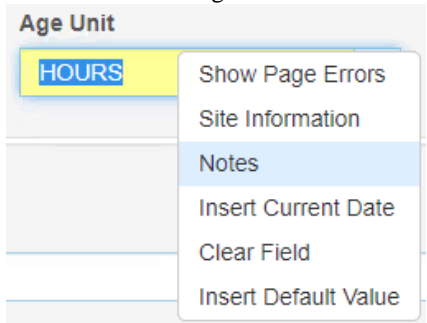 Age Unit
HOURS
Show Page Errors
Site Information
Notes
Insert Current Date
Clear Field
Insert Default Value